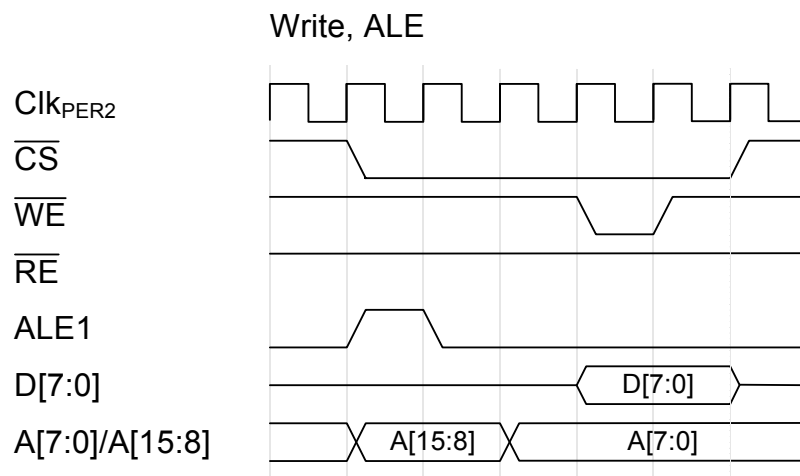 Write, ALE
ClkPER2
CS
WE
RE
ALE1
D[7:0] D[7:0]
A[7:0]/A[15:8] A[15:8] A[7:0]